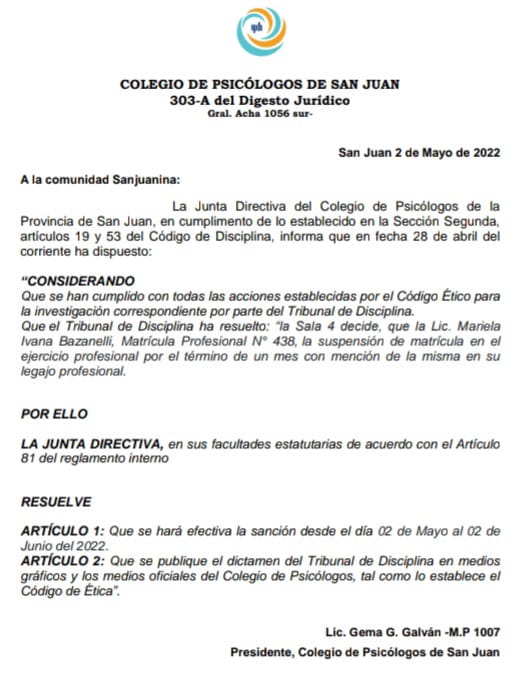 ψ
COLEGIO DE PSICÓLOGOS DE SAN JUAN
303-A del Digesto Jurídico
Gral. Acha 1056 sur-
San Juan 2 de Mayo de 2022
A la comunidad Sanjuanina:
La Junta Directiva del Colegio de Psicólogos de la
Provincia de San Juan, en cumplimento de lo establecido en la Sección Segunda,
artículos 19 y 53 del Código de Disciplina, informa que en fecha 28 de abril del
corriente ha dispuesto:
“CONSIDERANDO
Que se han cumplido con todas las acciones establecidas por el Código Ético para
la investigación correspondiente por parte del Tribunal de Disciplina.
Que el Tribunal de Disciplina ha resuelto: “la Sala 4 decide, que la Lic. Mariela
Ivana Bazanelli, Matrícula Profesional N° 438, la suspensión de matrícula en el
ejercicio profesional por el término de un mes con mención de la misma en su
legajo profesional.
POR ELLO
LA JUNTA DIRECTIVA, en sus facultades estatutarias de acuerdo con el Artículo
81 del reglamento interno
RESUELVE
ARTÍCULO 1: Que se hará efectiva la sanción desde el día 02 de Mayo al 02 de
Junio del 2022.
ARTÍCULO 2: Que se publique el dictamen del Tribunal de Disciplina en medios
gráficos y los medios oficiales del Colegio de Psicólogos, tal como lo establece el
Código de Ética”.
Lic. Gema G. Galván -M.P 1007
Presidente, Colegio de Psicólogos de San Juan